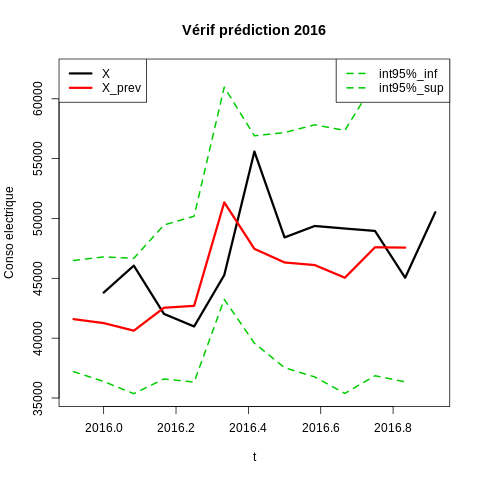 Vérif prédiction 2016
X
X_prev
int95%_inf
int95%_sup
Conso electrique
60000
55000
50000
45000
40000
35000
2016.0 2016.2 2016.4 2016.6 2016.8
t